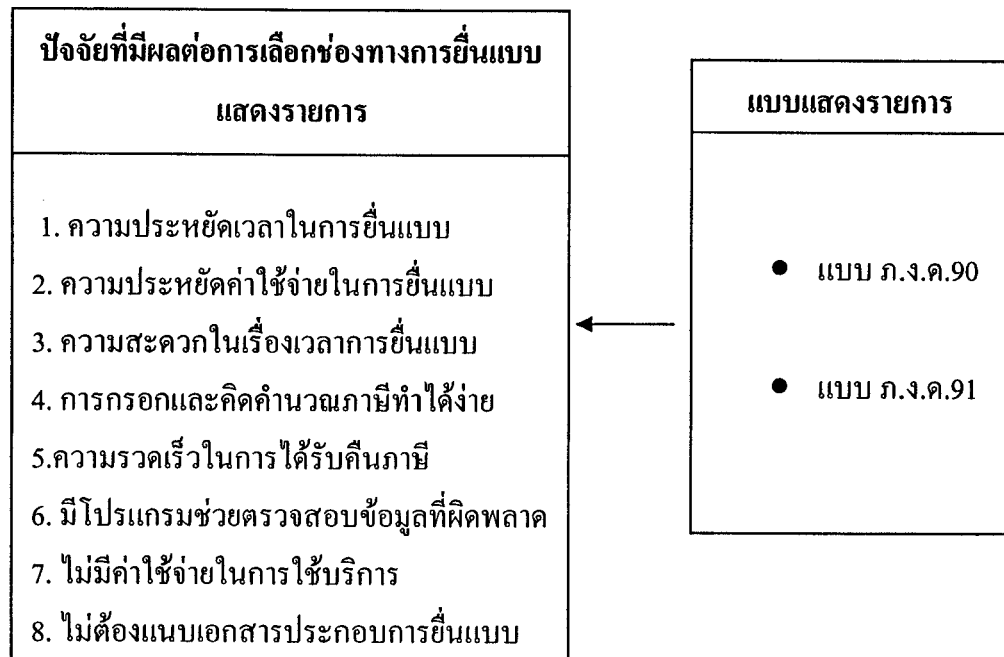 ปัจจัยที่มีผลต่อการเลือกช่องทางการยื่นแบบ
แสดงรายการ
1. ความประหยัดเวลาในการยื่นแบบ
2. ความประหยัดค่าใช้จ่ายในการยื่นแบบ
3. ความสะดวกในเรื่องเวลาการยื่นแบบ
4. การกรอกและคิดคำนวณภาษีทำได้ง่าย
5.ความรวดเร็วในการได้รับคืนภาษี
6. มีโปรแกรมช่วยตรวจสอบข้อมูลที่ผิดพลาด
7. ไม่มีค่าใช้จ่ายในการใช้บริการ
8. ไม่ต้องแนบเอกสารประกอบการยื่นแบบ
แบบแสดงรายการ
● แบบ ภ.ง.ด.90
● แบบ ภ.ง.ด.91